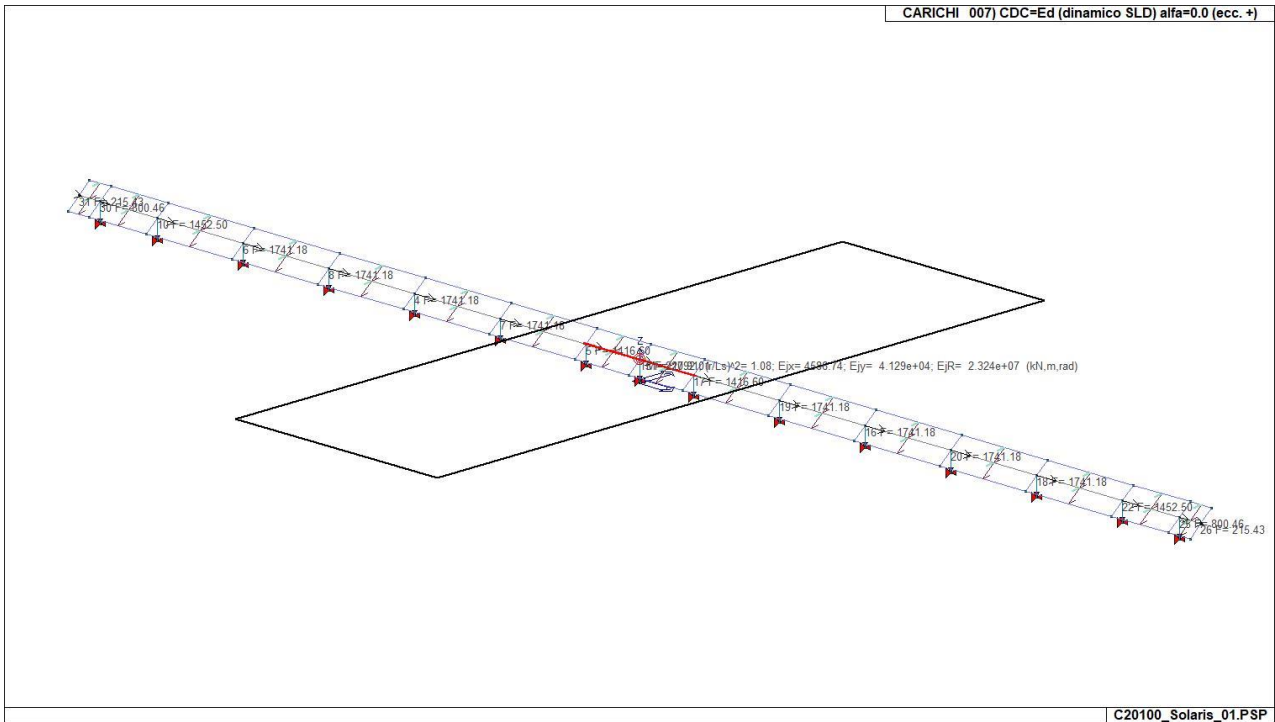 CARICHI 007) CDC=Ed (dinamico SLD) alfa=0.0 (ecc. +)
31 F= 215.43
30 F= 800.46
10 F= 1452.50
6 F= 1741.18
8 F= 1741.18
4 F= 1741.18
7 F= 1741.18
Z
5 F= 1416.60
(r/Ls)^2= 1.08; Ejx= 4580.74; Ejy= 4.129e+04; EjR= 2.324e+07 (kN,m,rad)
17 F= 1416.60
19 F= 1741.18
16 F= 1741.18
20 F= 1741.18
18 F= 1741.18
22 F= 1452.50
F= 800.46
26 F= 215.43
C20100_Solaris_01.PSP